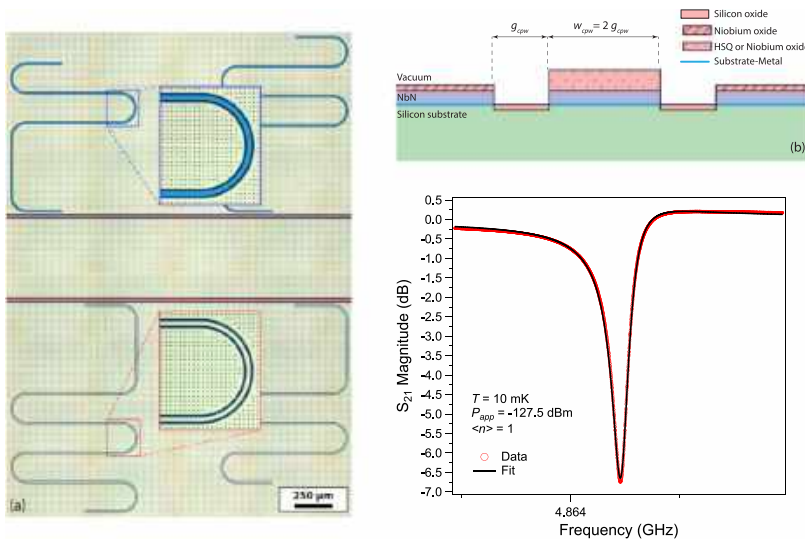 (a)
250 µm
g_cpw
w_cpw = 2 g_cpw
Silicon oxide
Niobium oxide
HSQ or Niobium oxide
Substrate-Metal
Vacuum
NbN
Silicon substrate
(b)
0.5
0.0
-0.5
-1.0
-1.5
-2.0
-2.5
-3.0
-3.5
-4.0
-4.5
-5.0
-5.5
-6.0
-6.5
-7.0
S₂₁ Magnitude (dB)
T = 10 mK
P_app = -127.5 dBm
<n> = 1
Data
Fit
4.864
Frequency (GHz)